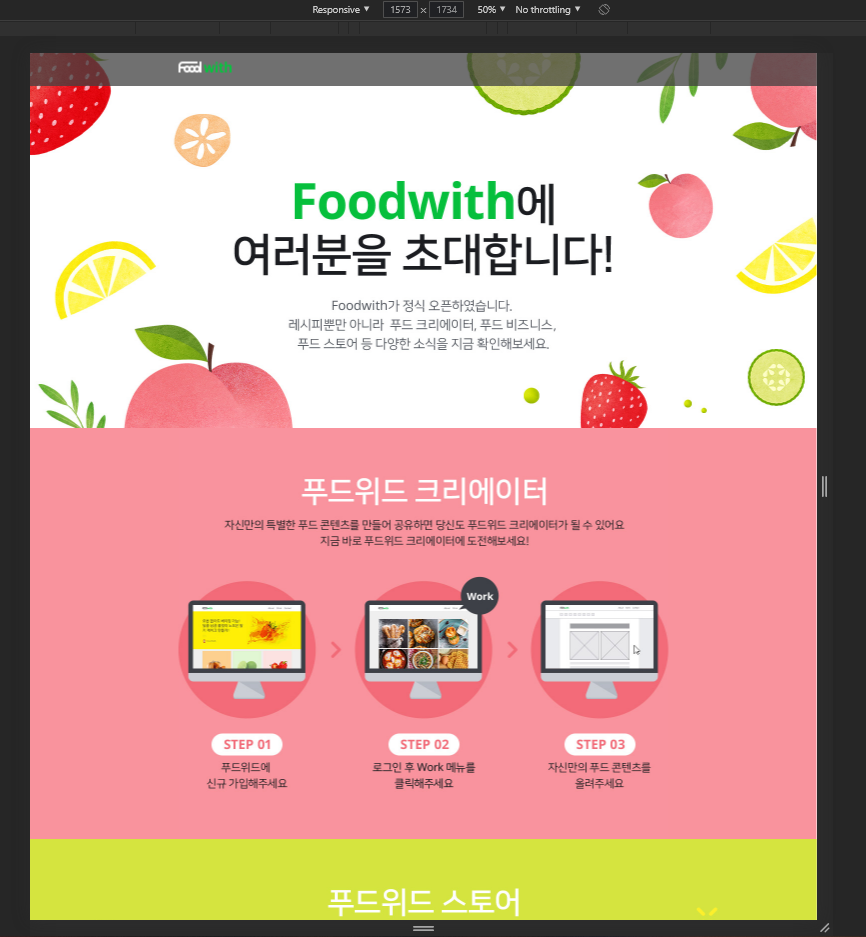 Responsive ▼ 1573 × 1734 50% ▼ No throttling ▼
Food with
Foodwith에
여러분을 초대합니다!
Foodwith가 정식 오픈하였습니다.
레시피뿐만 아니라 푸드 크리에이터, 푸드 비즈니스,
푸드 스토어 등 다양한 소식을 지금 확인해보세요.
푸드위드 크리에이터
자신만의 특별한 푸드 콘텐츠를 만들어 공유하면 당신도 푸드위드 크리에이터가 될 수 있어요
지금 바로 푸드위드 크리에이터에 도전해보세요!
Work
STEP 01
푸드위드에
신규 가입해주세요
STEP 02
로그인 후 Work 메뉴를
클릭해주세요
STEP 03
자신만의 푸드 콘텐츠를
올려주세요
푸드위드 스토어